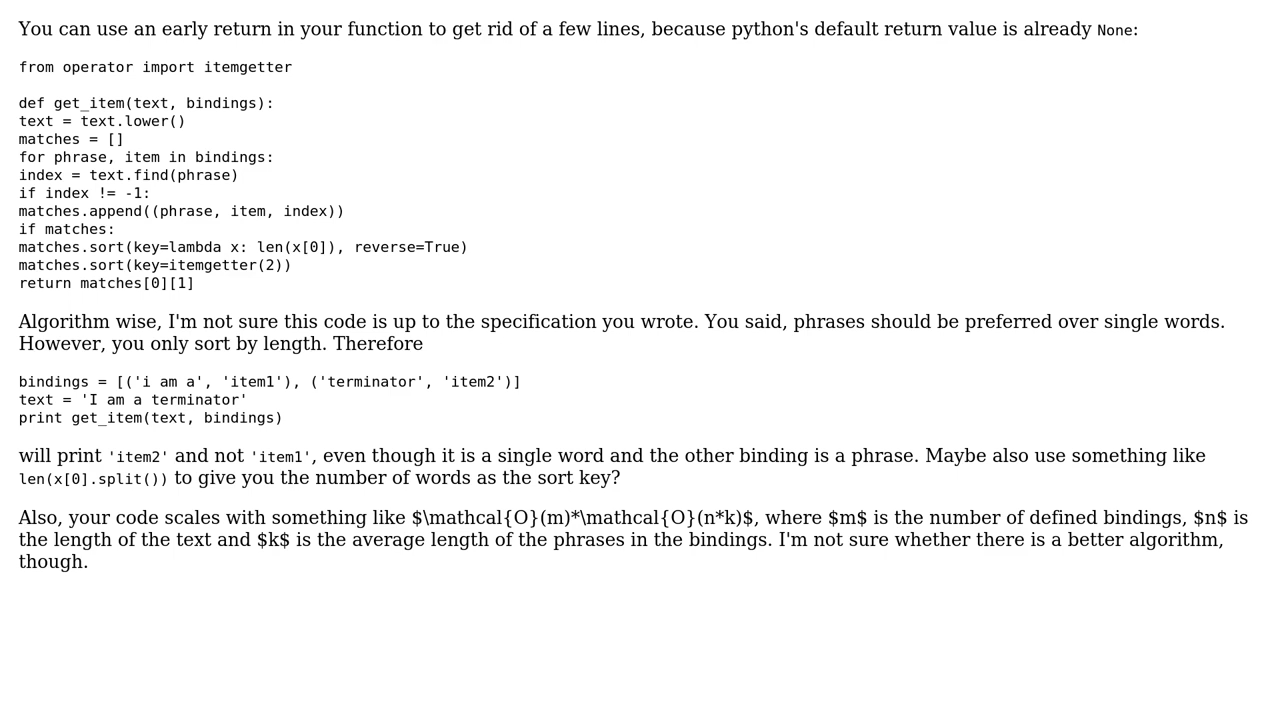 You can use an early return in your function to get rid of a few lines, because python's default return value is already None:
from operator import itemgetter
def get_item(text, bindings):
text = text.lower()
matches = []
for phrase, item in bindings:
index = text.find(phrase)
if index != -1:
matches.append((phrase, item, index))
if matches:
matches.sort(key=lambda x: len(x[0]), reverse=True)
matches.sort(key=itemgetter(2))
return matches[0][1]
Algorithm wise, I'm not sure this code is up to the specification you wrote. You said, phrases should be preferred over single words.
However, you only sort by length. Therefore
bindings = [('i am a', 'item1'), ('terminator', 'item2')]
text = 'I am a terminator'
print get_item(text, bindings)
will print 'item2' and not 'item1', even though it is a single word and the other binding is a phrase. Maybe also use something like
len(x[0].split()) to give you the number of words as the sort key?
Also, your code scales with something like $\mathcal{O}(m)*\mathcal{O}(n*k)$, where $m$ is the number of defined bindings, $n$ is
the length of the text and $k$ is the average length of the phrases in the bindings. I'm not sure whether there is a better algorithm,
though.